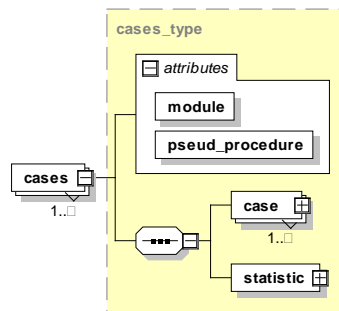 cases_type
attributes
module
pseud_procedure
cases
1..□
case
1..□
statistic